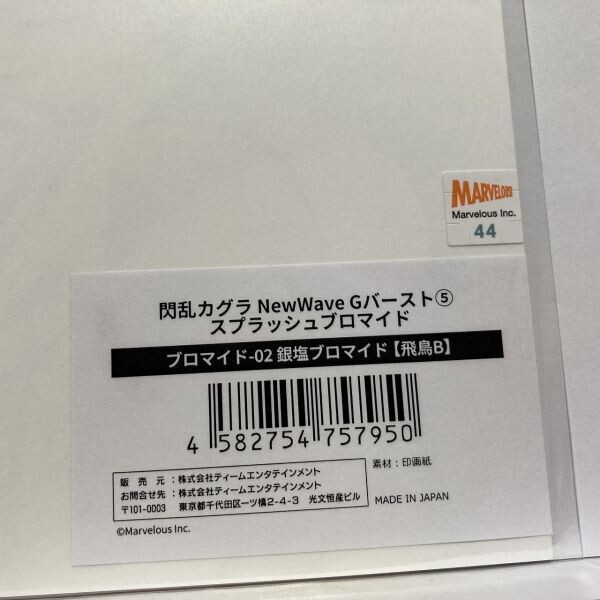 MARVELOUS!
Marvelous Inc.
44
閃乱カグラ NewWave Gバースト⑤
スプラッシュブロマイド
ブロマイド-02 銀塩ブロマイド【飛鳥B】
4 582754 757950
販売元：株式会社ティームエンタテインメント
お問合せ先：株式会社ティームエンタテインメント
〒101-0003 東京都千代田区一ツ橋2-4-3 光文恒産ビル
素材：印画紙
MADE IN JAPAN
©Marvelous Inc.